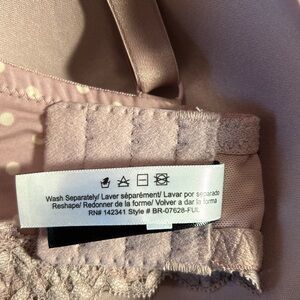 Wash Separately/ Laver séparément/ Lavar por separado
Reshape/ Redonner de la forme/ Volver a dar la forma
RN# 142341 Style # BR-07628-FUL